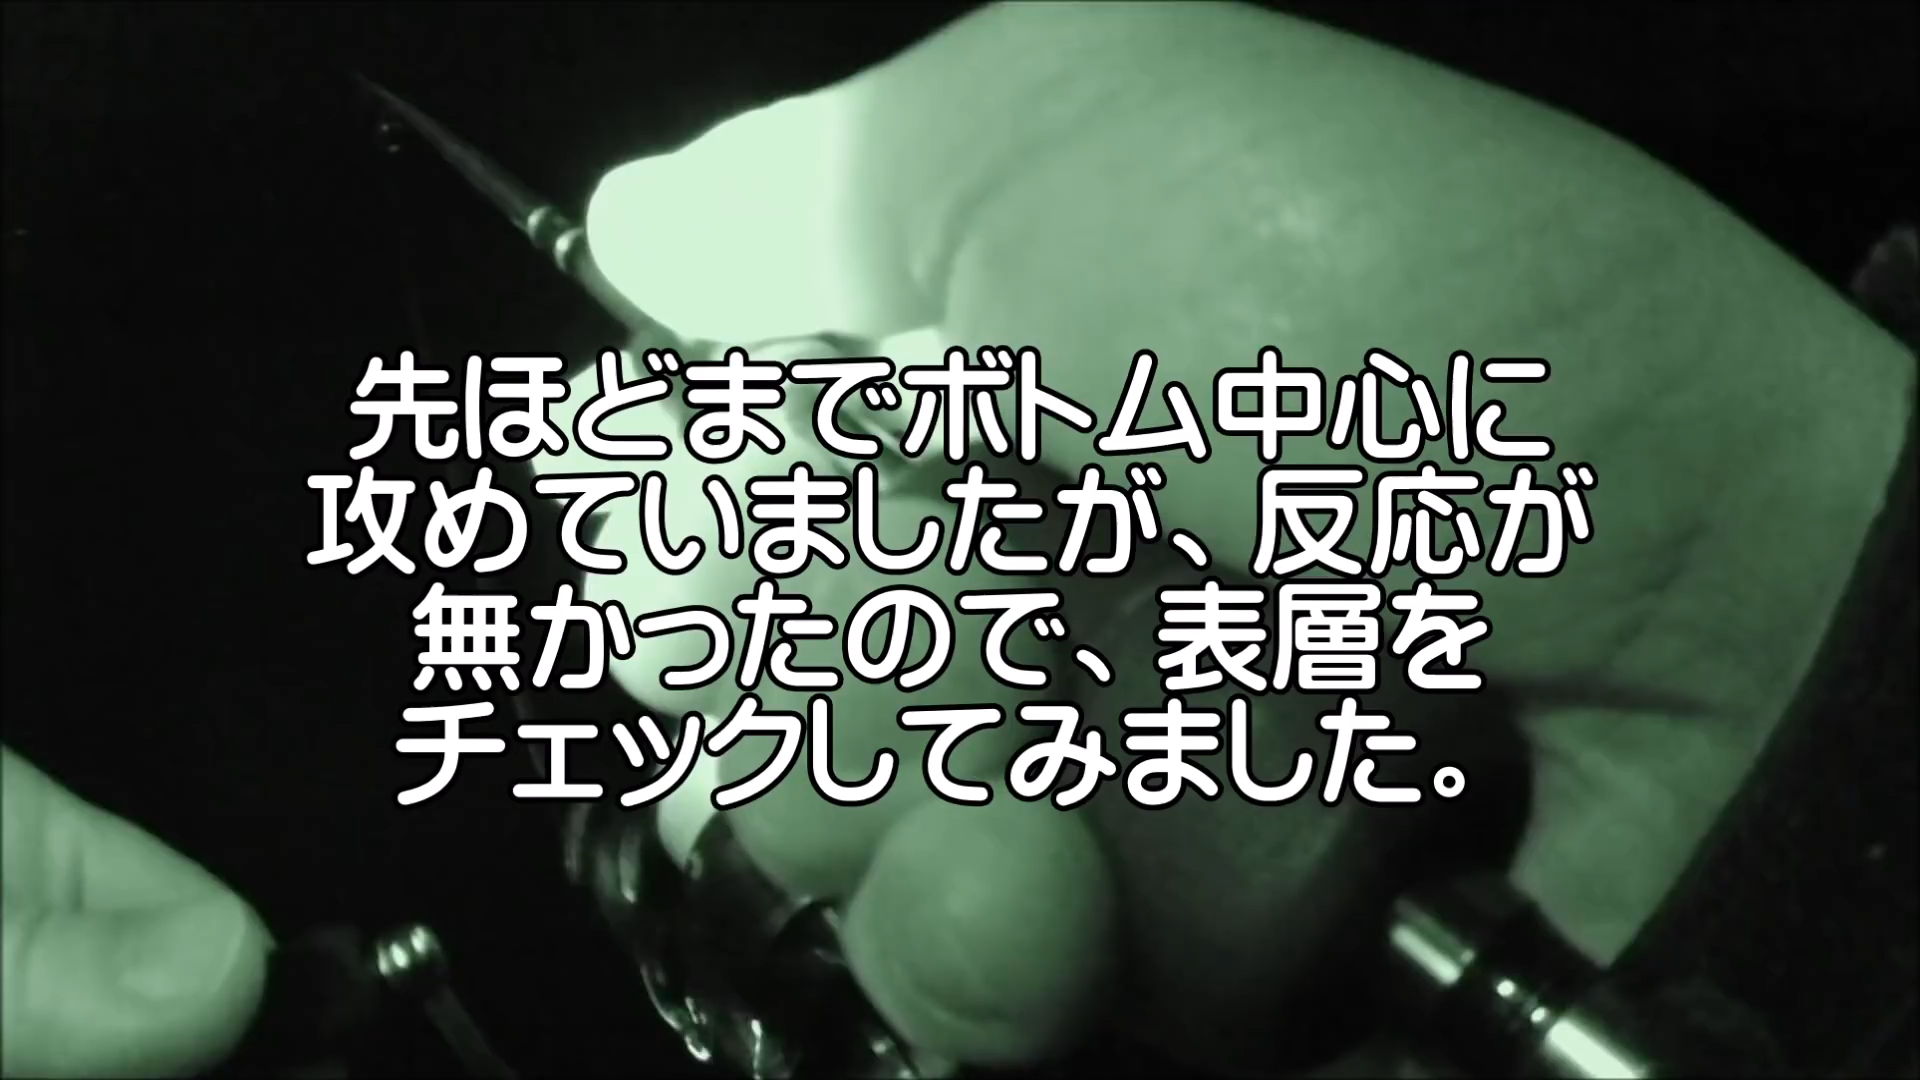 先ほどまでボトム中心に
攻めていましたが、反応が
無かったので、表層を
チェックしてみました。